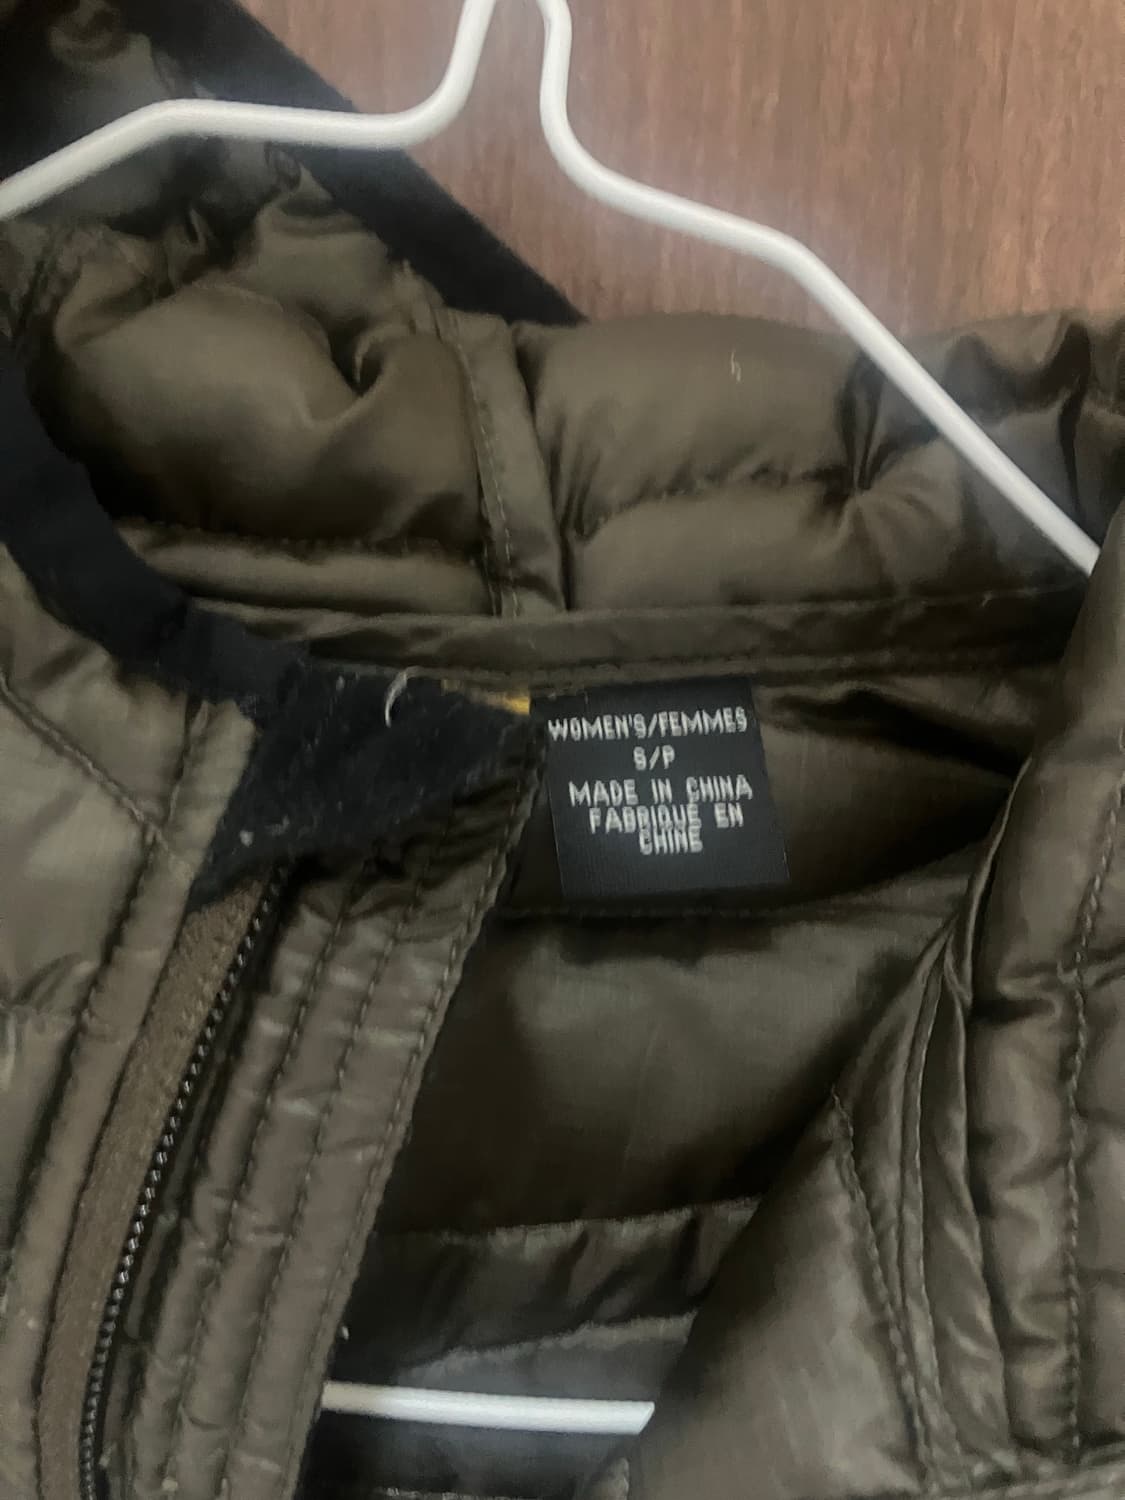 WOMEN'S/FEMMES
S/P
MADE IN CHINA
FABRIQUÉ EN
CHINE